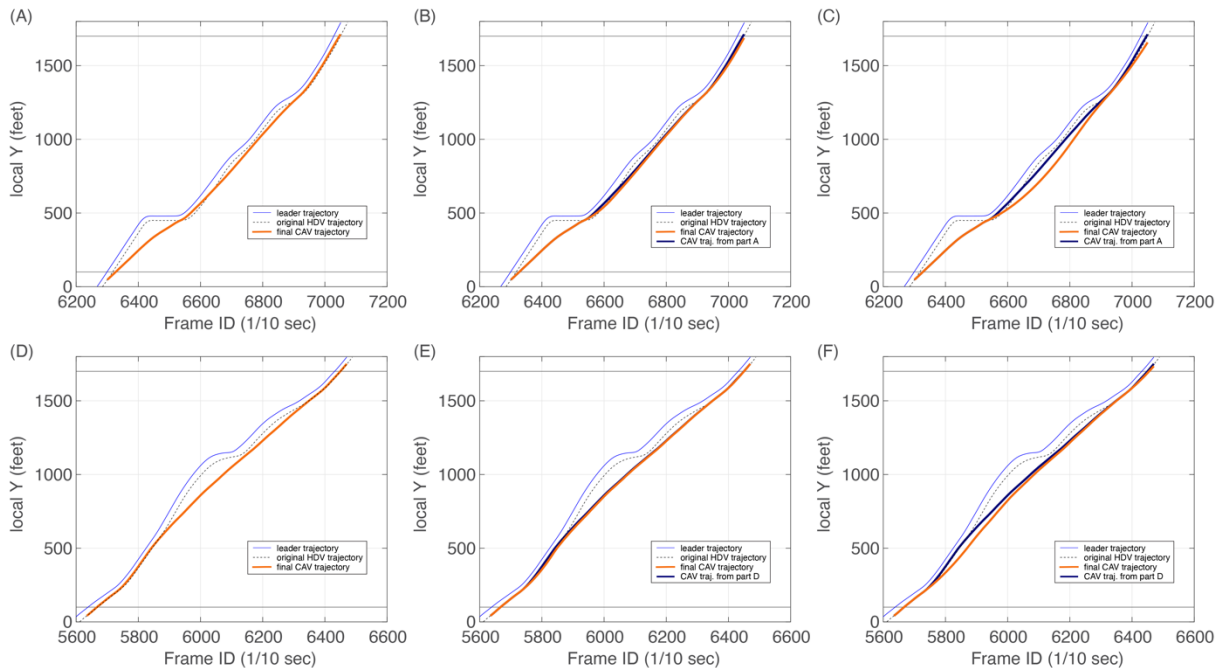 (A)
1500
1000
500
0
local Y (feet)
leader trajectory
original HDV trajectory
final CAV trajectory
6200 6400 6600 6800 7000 7200
Frame ID (1/10 sec)
(B)
1500
1000
500
0
local Y (feet)
leader trajectory
original HDV trajectory
final CAV trajectory
CAV traj. from part A
6200 6400 6600 6800 7000 7200
Frame ID (1/10 sec)
(C)
1500
1000
500
0
local Y (feet)
leader trajectory
original HDV trajectory
final CAV trajectory
CAV traj. from part A
6200 6400 6600 6800 7000 7200
Frame ID (1/10 sec)
(D)
1500
1000
500
0
local Y (feet)
leader trajectory
original HDV trajectory
final CAV trajectory
5600 5800 6000 6200 6400 6600
Frame ID (1/10 sec)
(E)
1500
1000
500
0
local Y (feet)
leader trajectory
original HDV trajectory
final CAV trajectory
CAV traj. from part D
5600 5800 6000 6200 6400 6600
Frame ID (1/10 sec)
(F)
1500
1000
500
0
local Y (feet)
leader trajectory
original HDV trajectory
final CAV trajectory
CAV traj. from part D
5600 5800 6000 6200 6400 6600
Frame ID (1/10 sec)